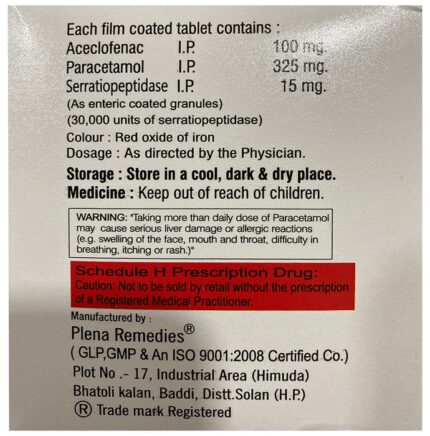 Each film coated tablet contains :
Aceclofenac I.P. 100 mg.
Paracetamol I.P. 325 mg.
Serratiopeptidase I.P. 15 mg.
(As enteric coated granules)
(30,000 units of serratiopeptidase)
Colour : Red oxide of iron
Dosage : As directed by the Physician.
Storage : Store in a cool, dark & dry place.
Medicine : Keep out of reach of children.
WARNING: "Taking more than daily dose of Paracetamol
may cause serious liver damage or allergic reactions
(e.g. swelling of the face, mouth and throat, difficulty in
breathing, itching or rash.)"
Schedule H Prescription Drug:
Caution: Not to be sold by retail without the prescription
of a Registered Medical Practitioner.
Manufactured by :
Plena Remedies®
( GLP,GMP & An ISO 9001:2008 Certified Co.)
Plot No .- 17, Industrial Area (Himuda)
Bhatoli kalan, Baddi, Distt.Solan (H.P.)
® Trade mark Registered